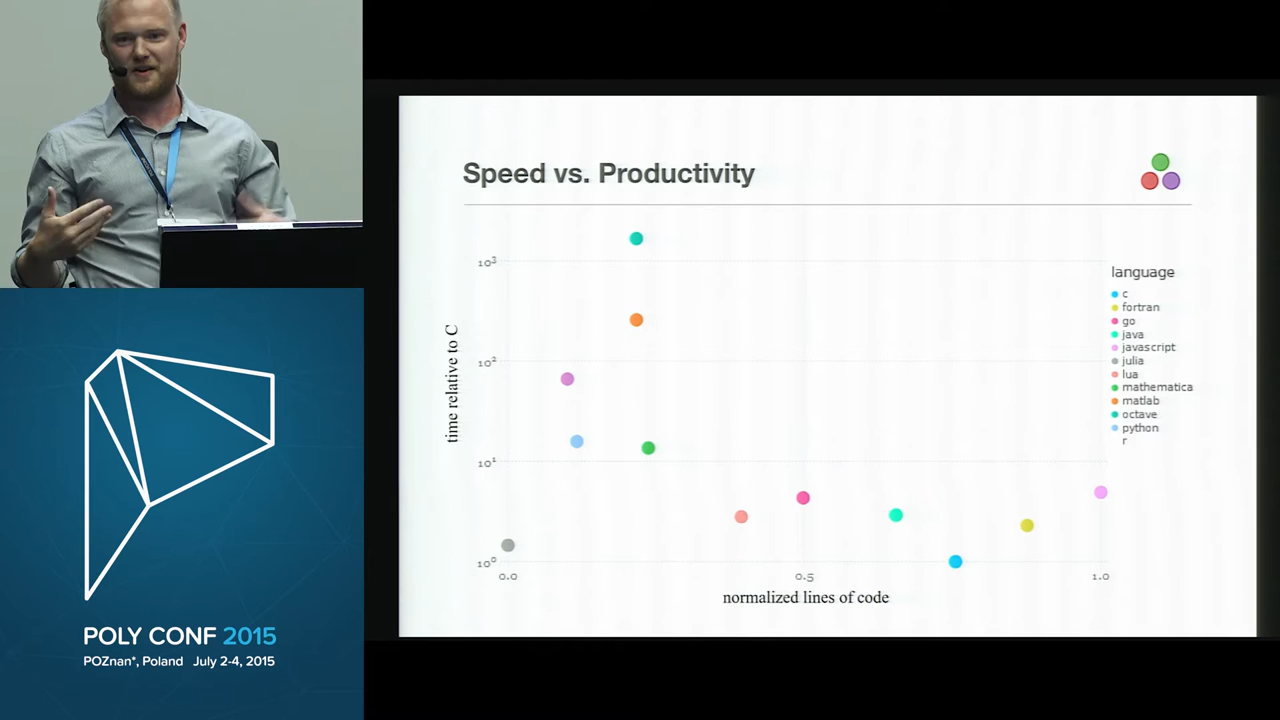 Speed vs. Productivity
time relative to C
10³
10²
10¹
10⁰
0.0
0.5
1.0
normalized lines of code
language
c
fortran
go
java
javascript
julia
lua
mathematica
matlab
octave
python
r
POLY CONF 2015
POZnan*, Poland July 2-4, 2015